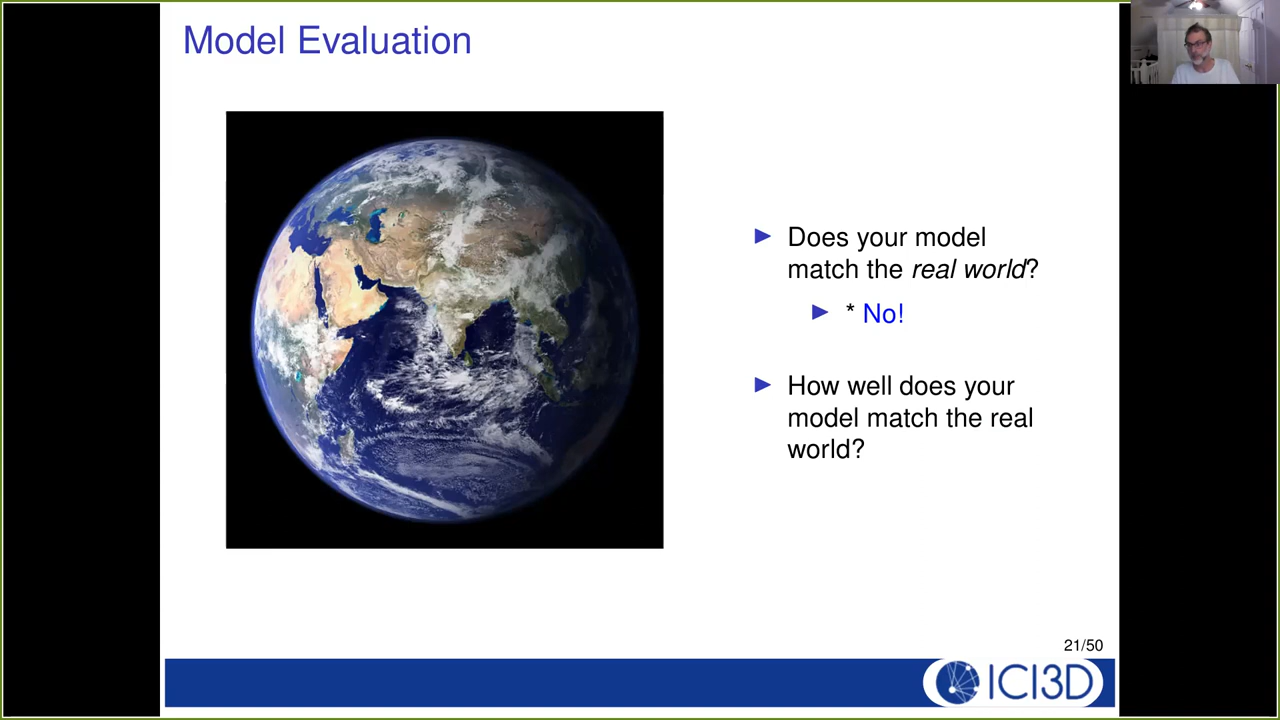 Model Evaluation
▶ Does your model
match the real world?
▶ * No!
▶ How well does your
model match the real
world?
21/50
ICI3D